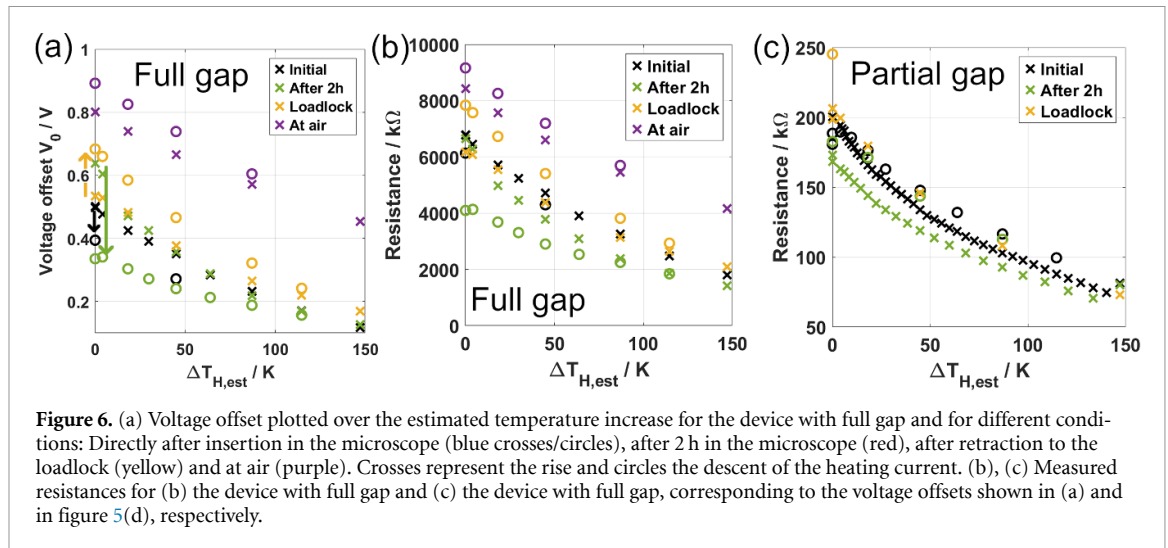 (a)
Full gap
Initial
After 2h
Loadlock
At air
1
0.8
0.6
0.4
0.2
Voltage offset V0 / V
0
50
100
150
ΔTH,est / K
(b)
Initial
After 2h
Loadlock
At air
10000
8000
6000
4000
2000
0
Resistance / kΩ
Full gap
0
50
100
150
ΔTH,est / K
(c)
Partial gap
Initial
After 2h
Loadlock
250
200
150
100
50
Resistance / kΩ
0
50
100
150
ΔTH,est / K
Figure 6. (a) Voltage offset plotted over the estimated temperature increase for the device with full gap and for different condi-
tions: Directly after insertion in the microscope (blue crosses/circles), after 2 h in the microscope (red), after retraction to the
loadlock (yellow) and at air (purple). Crosses represent the rise and circles the descent of the heating current. (b), (c) Measured
resistances for (b) the device with full gap and (c) the device with full gap, corresponding to the voltage offsets shown in (a) and
in figure 5(d), respectively.